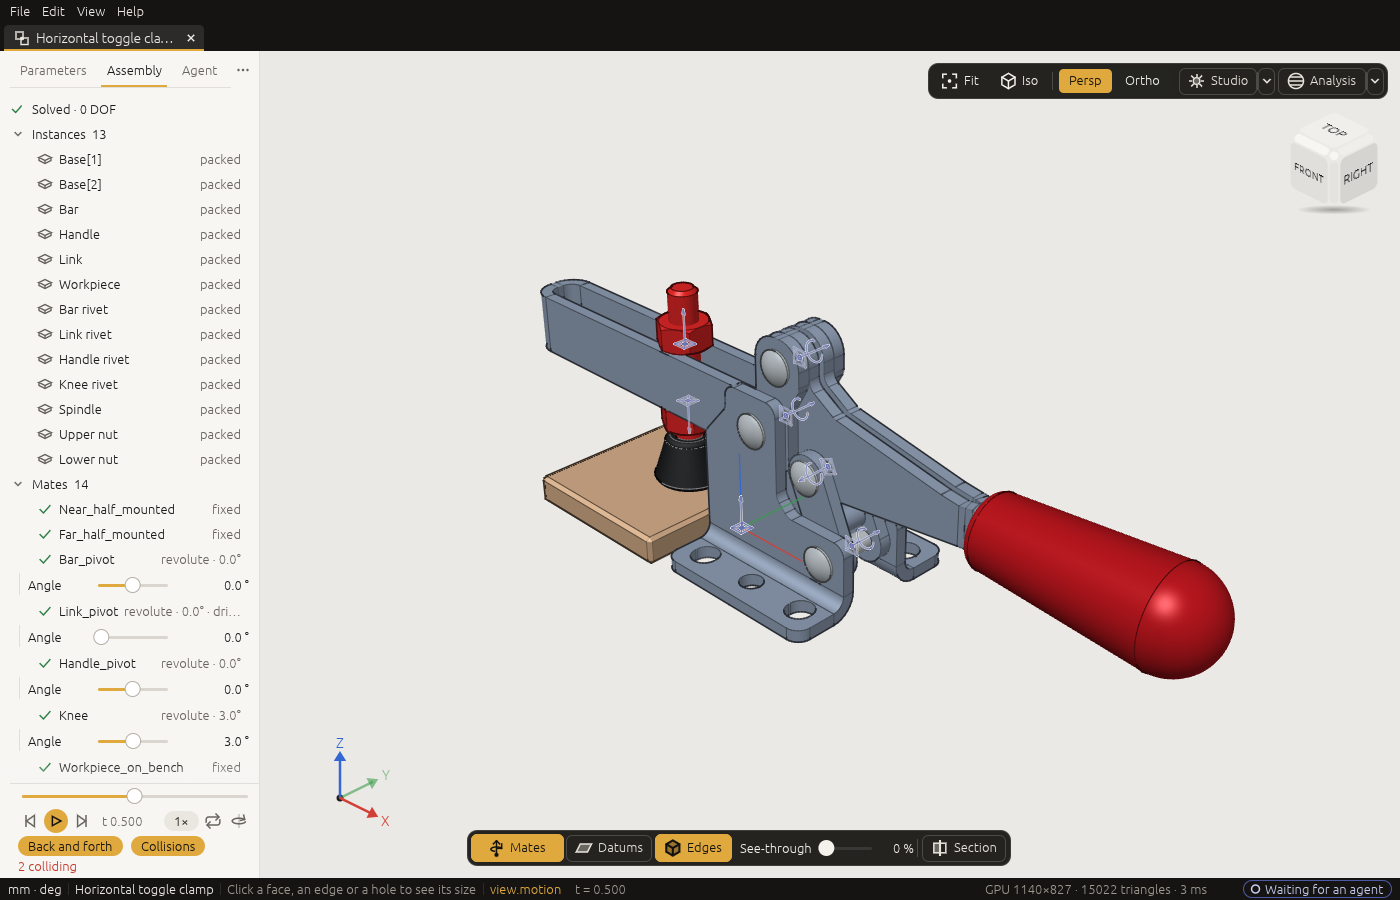 File Edit View Help
Horizontal toggle cla...
Parameters Assembly Agent
Fit Iso Persp Ortho Studio Analysis
Solved · 0 DOF
Instances 13
Base[1] packed
Base[2] packed
Bar packed
Handle packed
Link packed
Workpiece packed
Bar rivet packed
Link rivet packed
Handle rivet packed
Knee rivet packed
Spindle packed
Upper nut packed
Lower nut packed
Mates 14
Near_half_mounted fixed
Far_half_mounted fixed
Bar_pivot revolute · 0.0°
Angle 0.0 °
Link_pivot revolute · 0.0° · dri...
Angle 0.0 °
Handle_pivot revolute · 0.0°
Angle 0.0 °
Knee revolute · 3.0°
Angle 3.0 °
Workpiece_on_bench fixed
t 0.500 1×
Back and forth Collisions
2 colliding
TOP
FRONT RIGHT
Z
Y
X
Mates Datums Edges See-through 0 % Section
mm · deg Horizontal toggle clamp Click a face, an edge or a hole to see its size view.motion t = 0.500 GPU 1140×827 · 15022 triangles · 3 ms Waiting for an agent